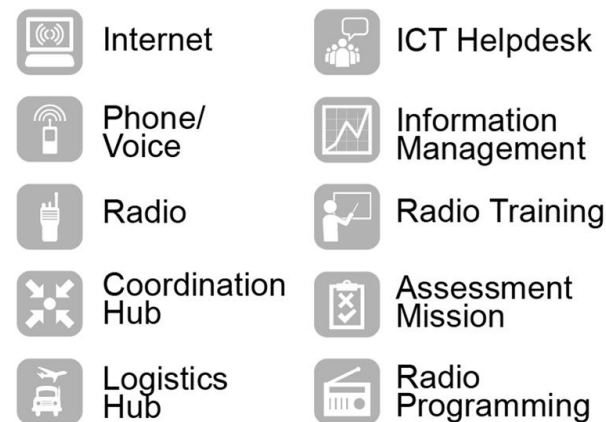 Internet
Phone/
Voice
Radio
Coordination
Hub
Logistics
Hub
ICT Helpdesk
Information
Management
Radio Training
Assessment
Mission
Radio
Programming